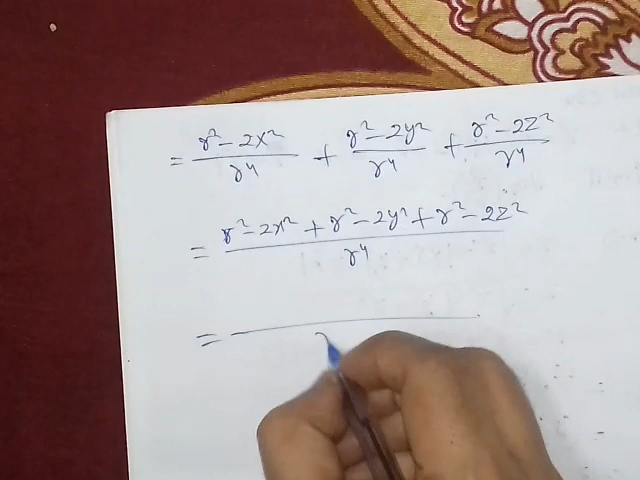 = r² - 2x² / r⁴ + r² - 2y² / r⁴ + r² - 2z² / r⁴
= r² - 2x² + r² - 2y² + r² - 2z² / r⁴
=